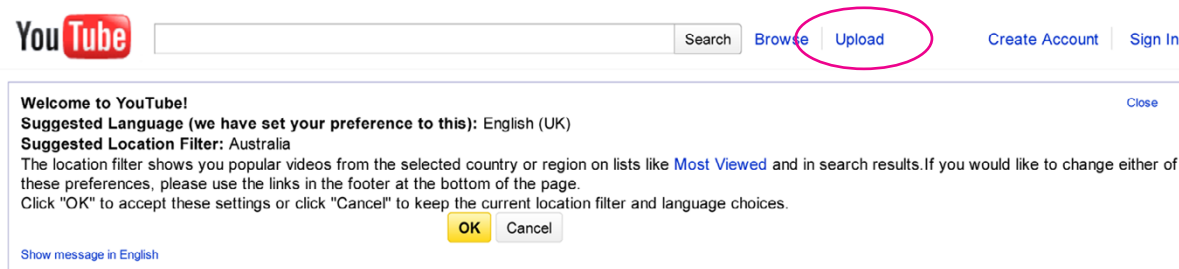 YouTube Search Browse Upload Create Account Sign In
Welcome to YouTube! Close
Suggested Language (we have set your preference to this): English (UK)
Suggested Location Filter: Australia
The location filter shows you popular videos from the selected country or region on lists like Most Viewed and in search results.If you would like to change either of
these preferences, please use the links in the footer at the bottom of the page.
Click "OK" to accept these settings or click "Cancel" to keep the current location filter and language choices.
OK Cancel
Show message in English